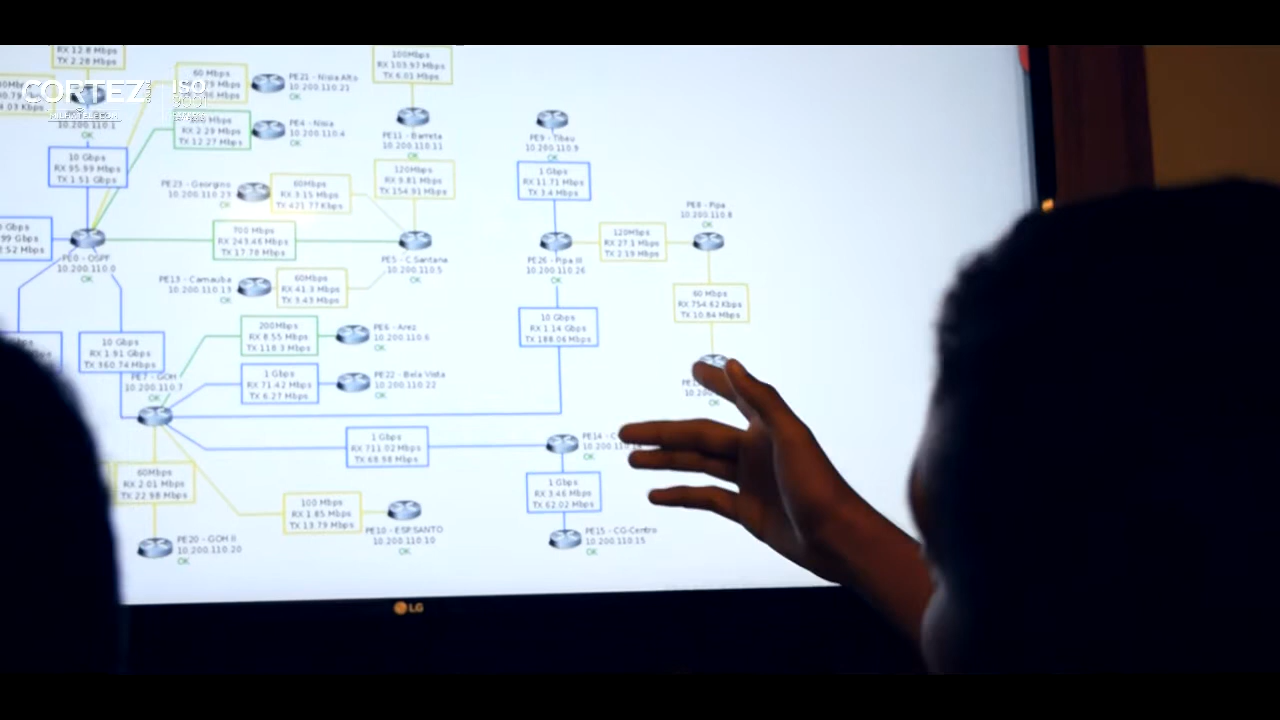 RX 12.8 Mbps
TX 2.28 Mbps
CORTEZ
ISO
10.200.110.1
OK
10 Gbps
RX 95.99 Mbps
TX 1.51 Gbps
60 Mbps
PE21 - Nisia Alto
10.200.110.21
OK
RX 2.29 Mbps
TX 12.27 Mbps
PE4 - Nisia
10.200.110.4
OK
100Mbps
RX 103.97 Mbps
TX 6.01 Mbps
PE11 - Barreta
10.200.110.11
OK
120Mbps
RX 9.81 Mbps
TX 154.91 Mbps
PE23 - Georgino
10.200.110.23
OK
60Mbps
RX 3.15 Mbps
TX 421.77 Kbps
PE9 - Tibau
10.200.110.9
OK
1 Gbps
RX 11.71 Mbps
TX 3.4 Mbps
PE8 - Pipa
10.200.110.8
OK
PE0 - OSPF
10.200.110.0
OK
700 Mbps
RX 243.46 Mbps
TX 17.78 Mbps
PE5 - C.Santana
10.200.110.5
OK
PE26 - Pipa III
10.200.110.26
OK
120Mbps
RX 27.1 Mbps
TX 2.19 Mbps
PE13 - Carnauba
10.200.110.13
OK
60Mbps
RX 41.3 Mbps
TX 3.43 Mbps
60 Mbps
RX 754.62 Kbps
TX 10.84 Mbps
10 Gbps
RX 1.14 Gbps
TX 188.06 Mbps
10 Gbps
RX 1.91 Gbps
TX 360.74 Mbps
200Mbps
RX 8.55 Mbps
TX 118.3 Mbps
PE6 - Arez
10.200.110.6
OK
PE7 - GOH
10.200.110.7
OK
1 Gbps
RX 71.42 Mbps
TX 6.27 Mbps
PE22 - Bela Vista
10.200.110.22
OK
OK
1 Gbps
RX 711.02 Mbps
TX 68.98 Mbps
PE14 - C
OK
60Mbps
RX 2.01 Mbps
TX 22.98 Mbps
1 Gbps
RX 3.46 Mbps
TX 62.02 Mbps
100 Mbps
RX 1.85 Mbps
TX 13.79 Mbps
PE10 - ESP.SANTO
10.200.110.10
OK
PE20 - GOH II
10.200.110.20
OK
PE15 - CG-Centro
10.200.110.15
OK
LG